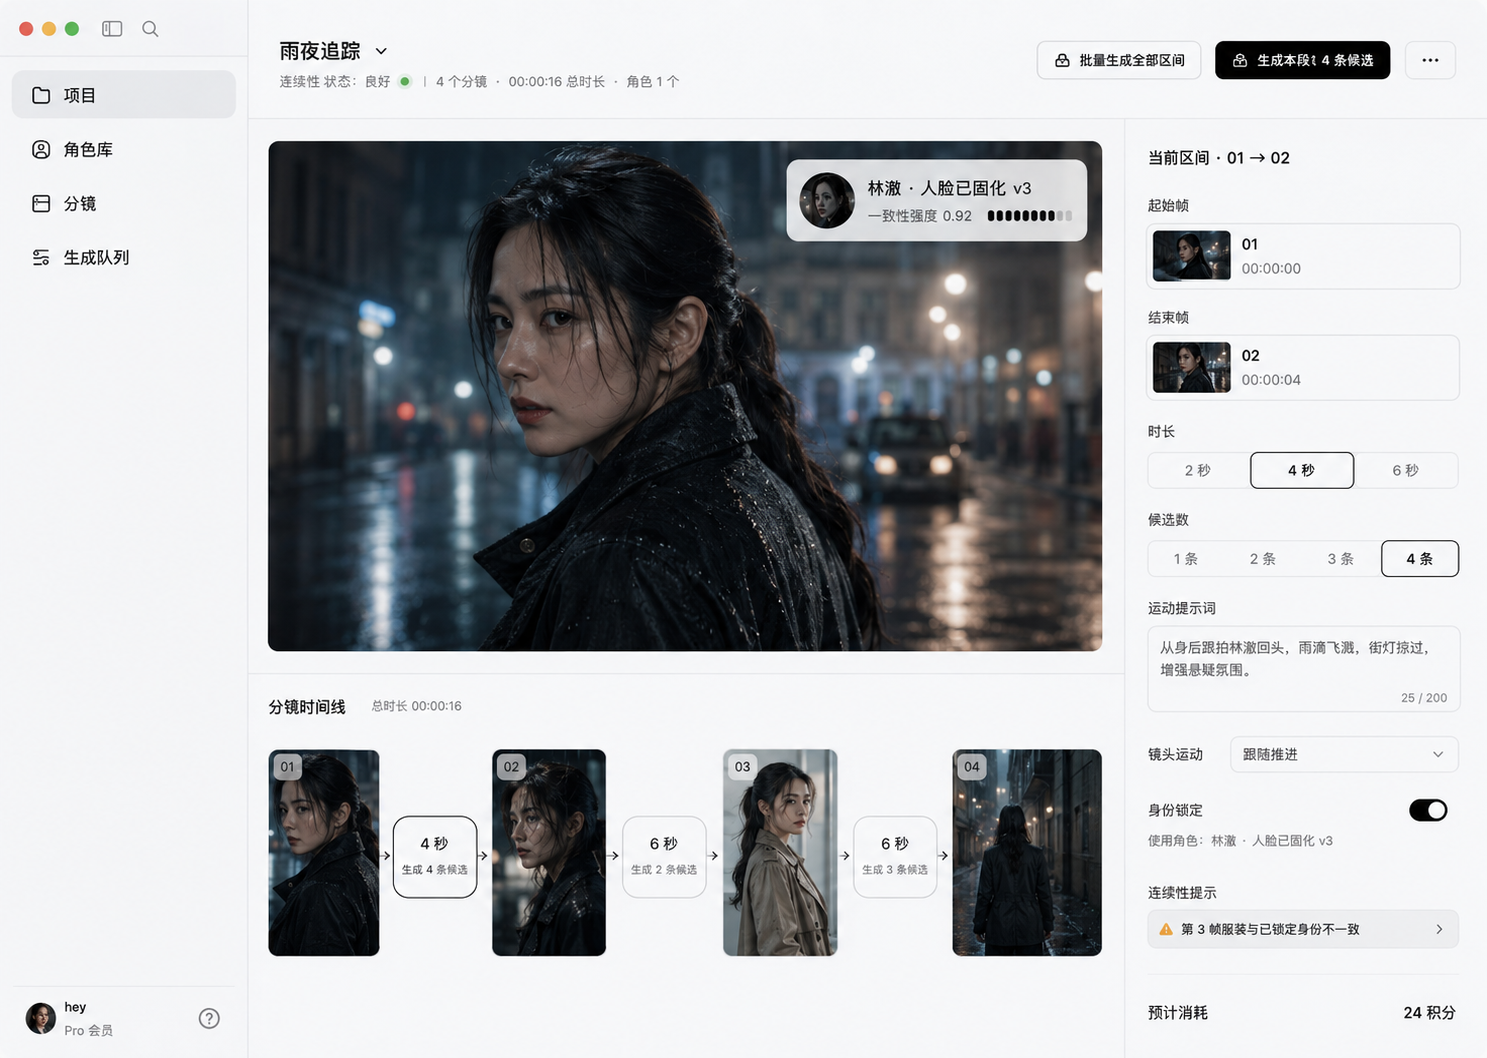 雨夜追踪
连续性 状态：良好 | 4 个分镜 · 00:00:16 总时长 · 角色 1 个
批量生成全部区间
生成本段 4 条候选
项目
角色库
分镜
生成队列
hey
Pro 会员
林澈 · 人脸已固化 v3
一致性强度 0.92
分镜时间线 总时长 00:00:16
01
4 秒
生成 4 条候选
02
6 秒
生成 2 条候选
03
6 秒
生成 3 条候选
04
当前区间 · 01 → 02
起始帧
01
00:00:00
结束帧
02
00:00:04
时长
2 秒 4 秒 6 秒
候选数
1 条 2 条 3 条 4 条
运动提示词
从身后跟拍林澈回头，雨滴飞溅，街灯掠过，
增强悬疑氛围。
25 / 200
镜头运动 跟随推进
身份锁定
使用角色：林澈 · 人脸已固化 v3
连续性提示
第 3 帧服装与已锁定身份不一致
预计消耗 24 积分